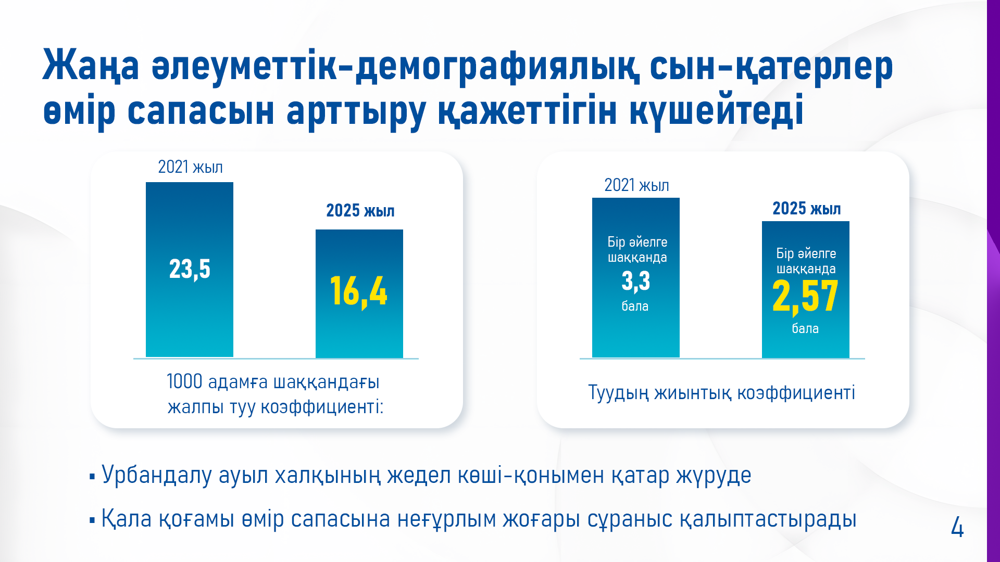 Жаңа әлеуметтік-демографиялық сын-қатерлер
өмір сапасын арттыру қажеттігін күшейтеді
2021 жыл
23,5
2025 жыл
16,4
1000 адамға шаққандағы
жалпы туу коэффициенті:
2021 жыл
Бір әйелге
шаққанда
3,3
бала
2025 жыл
Бір әйелге
шаққанда
2,57
бала
Туудың жиынтық коэффициенті
▪ Урбандалу ауыл халқының жедел көші-қонымен қатар жүруде
▪ Қала қоғамы өмір сапасына неғұрлым жоғары сұраныс қалыптастырады
4